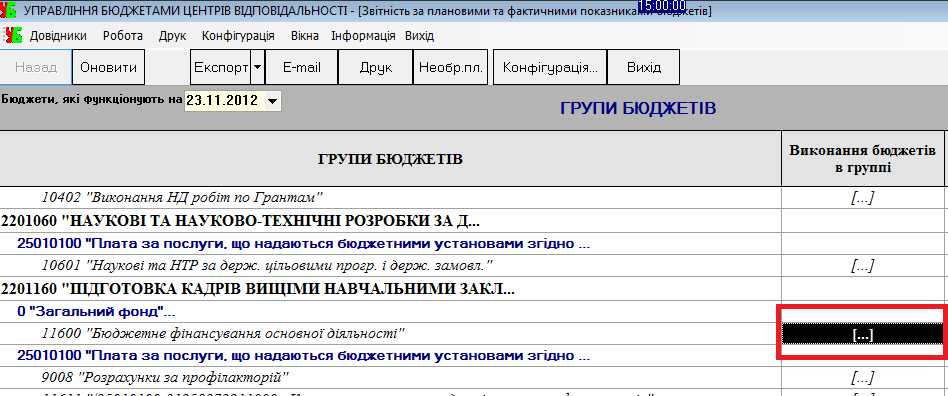 УПРАВЛІННЯ БЮДЖЕТАМИ ЦЕНТРІВ ВІДПОВІДАЛЬНОСТІ - [Звітність за плановими та фактичними показниками бюджетів]
15:00:00
Довідники Робота Друк Конфігурація Вікна Інформація Вихід
Назад Оновити Експорт E-mail Друк Необр.пл. Конфігурація... Вихід
Бюджети, які функціонують на 23.11.2012
ГРУПИ БЮДЖЕТІВ
ГРУПИ БЮДЖЕТІВ
Виконання бюджетів
в группі
10402 "Виконання НД робіт по Грантам" [...]
2201060 "НАУКОВІ ТА НАУКОВО-ТЕХНІЧНІ РОЗРОБКИ ЗА Д...
25010100 "Плата за послуги, що надаються бюджетними установами згідно ...
10601 "Наукові та НТР за держ. цільовими прогр. і держ. замовл." [...]
2201160 "ПІДГОТОВКА КАДРІВ ВИЩІМИ НАВЧАЛЬНИМИ ЗАКЛ...
0 "Загальний фонд"...
11600 "Бюджетне фінансування основної діяльності" [...]
25010100 "Плата за послуги, що надаються бюджетними установами згідно ...
9008 "Розрахунки за профілакторій" [...]